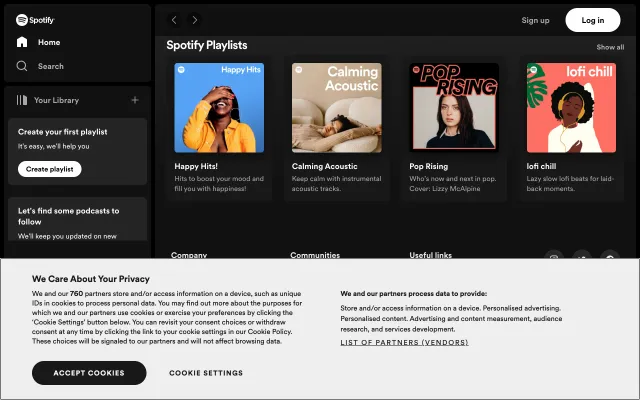 Spotify
Home
Search
Your Library
Create your first playlist
It's easy, we'll help you
Create playlist
Let's find some podcasts to
follow
We'll keep you updated on new
Sign up
Log in
Spotify Playlists
Show all
Happy Hits
Calming
Acoustic
POP
RISING
lofi chill
Happy Hits!
Hits to boost your mood and
fill you with happiness!
Calming Acoustic
Keep calm with instrumental
acoustic tracks.
Pop Rising
Who's now and next in pop.
Cover: Lizzy McAlpine
lofi chill
Lazy slow lofi beats for laid-
back moments.
Company
Communities
Useful links
We Care About Your Privacy
We and our 760 partners store and/or access information on a device, such as unique
IDs in cookies to process personal data. You may find out more about the purposes for
which we and our partners use cookies or exercise your preferences by clicking the
'Cookie Settings' button below. You can revisit your consent choices or withdraw
consent at any time by clicking the link to your cookie settings in our Cookie Policy.
These choices will be signaled to our partners and will not affect browsing data.
We and our partners process data to provide:
Store and/or access information on a device. Personalised advertising.
Personalised content. Advertising and content measurement, audience
research, and services development.
LIST OF PARTNERS (VENDORS)
ACCEPT COOKIES
COOKIE SETTINGS